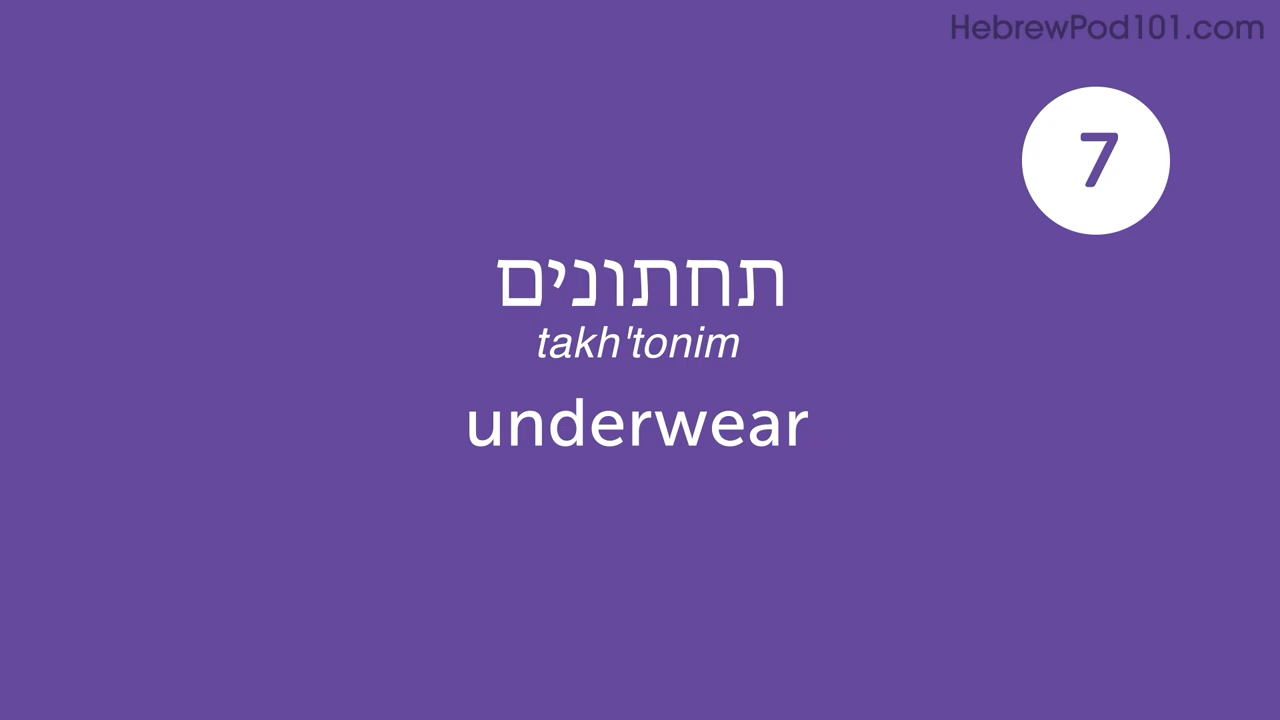 HebrewPod101.com
7
תחתונים
takh'tonim
underwear